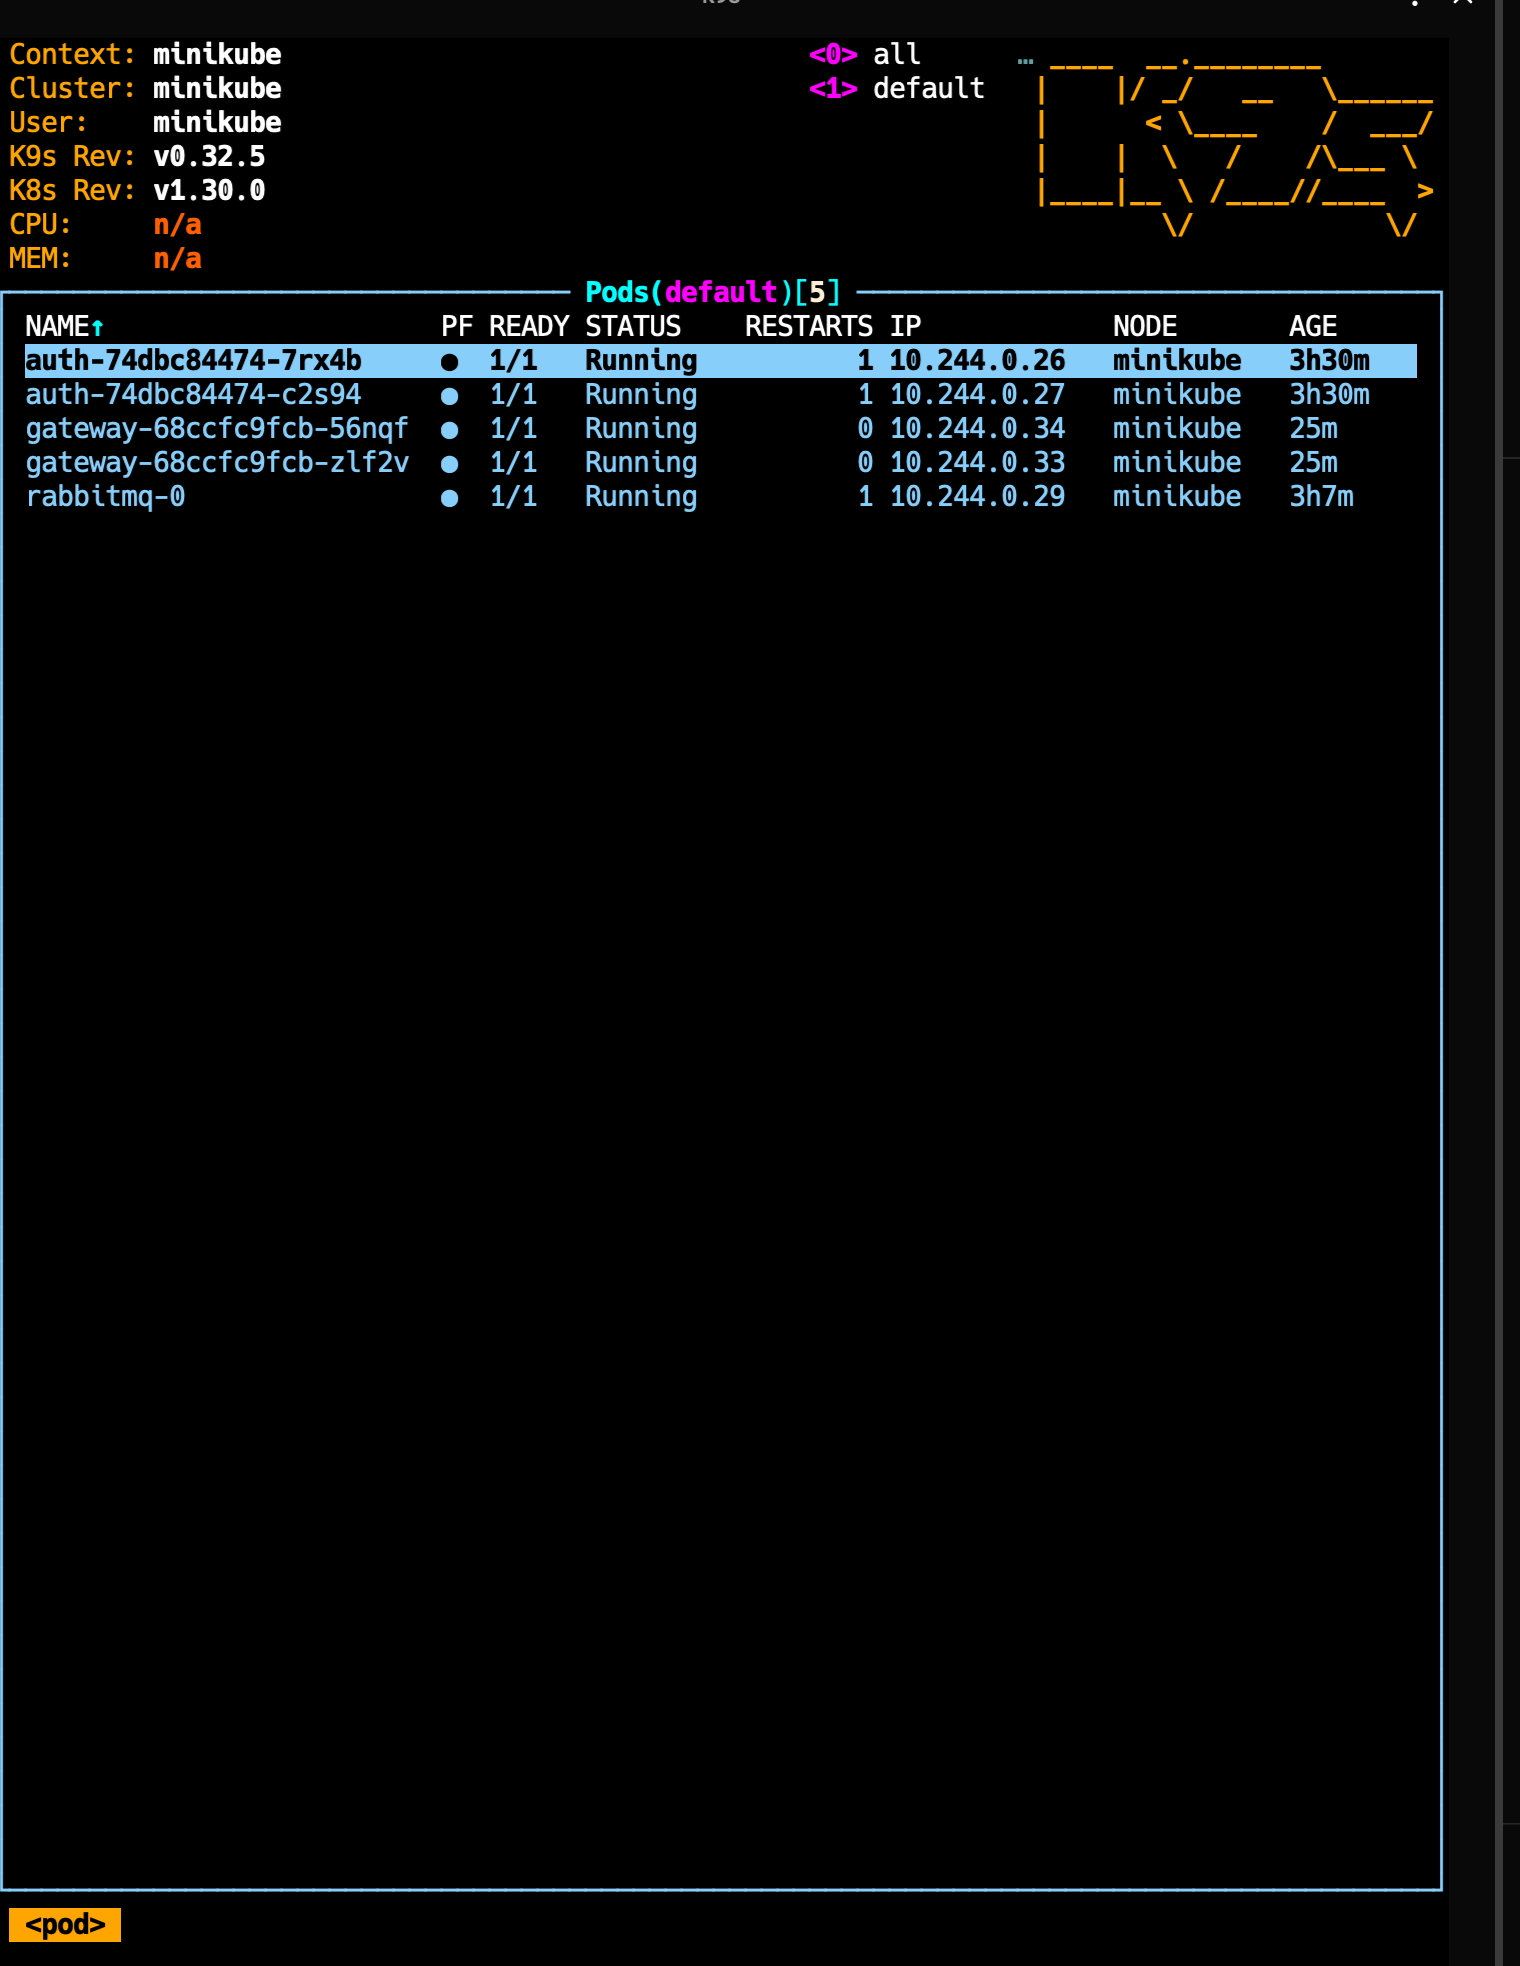 Context: minikube <0> all …
Cluster: minikube <1> default
User: minikube
K9s Rev: v0.32.5
K8s Rev: v1.30.0
CPU: n/a
MEM: n/a
Pods(default)[5]
NAME↑ PF READY STATUS RESTARTS IP NODE AGE
auth-74dbc84474-7rx4b ● 1/1 Running 1 10.244.0.26 minikube 3h30m
auth-74dbc84474-c2s94 ● 1/1 Running 1 10.244.0.27 minikube 3h30m
gateway-68ccfc9fcb-56nqf ● 1/1 Running 0 10.244.0.34 minikube 25m
gateway-68ccfc9fcb-zlf2v ● 1/1 Running 0 10.244.0.33 minikube 25m
rabbitmq-0 ● 1/1 Running 1 10.244.0.29 minikube 3h7m
<pod>